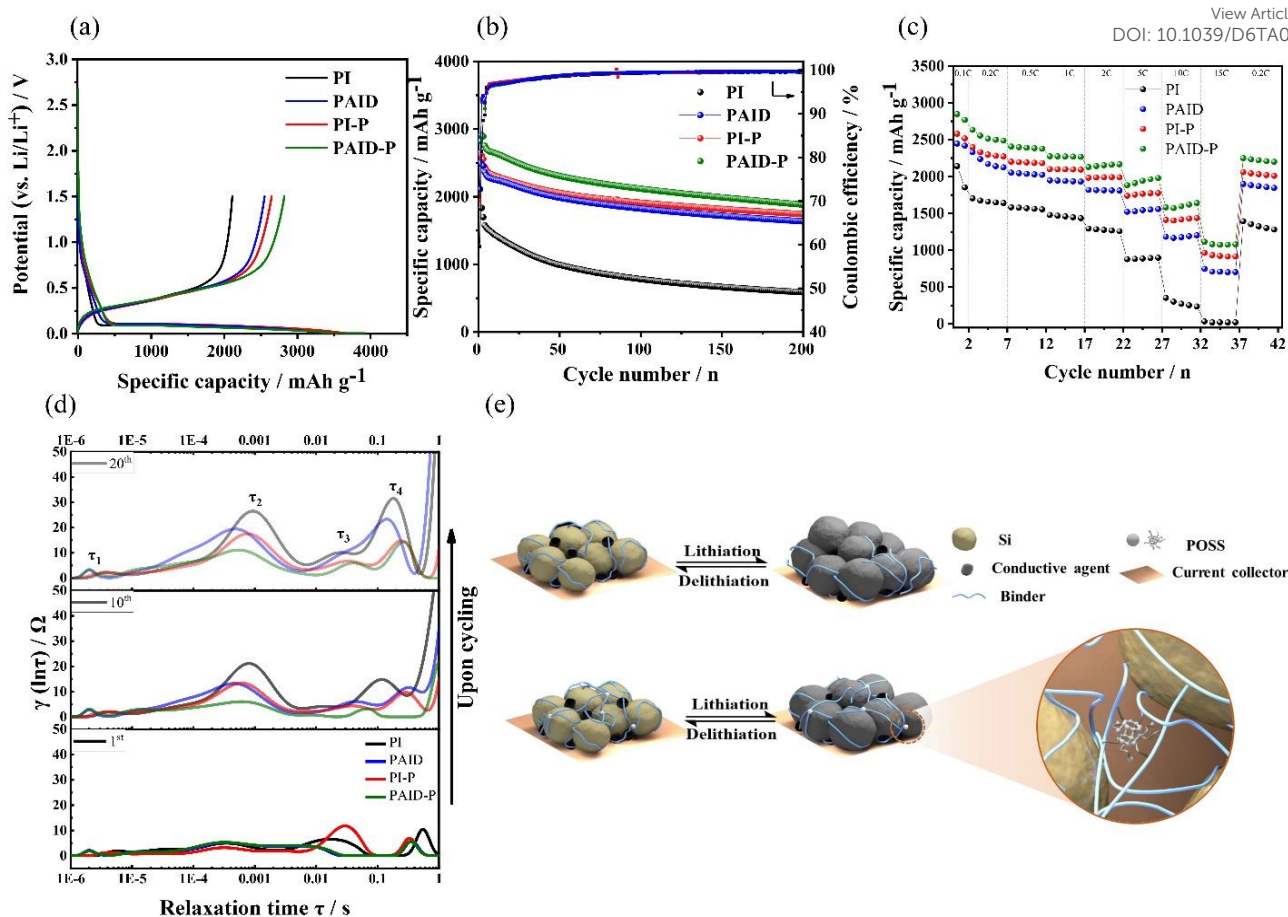 View Articl
DOI: 10.1039/D6TA0
(a)
3.0
2.5
2.0
1.5
1.0
0.5
0.0
Potential (vs. Li/Li⁺) / V
PI
PAID
PI-P
PAID-P
0 1000 2000 3000 4000
Specific capacity / mAh g⁻¹
(b)
4000
3000
2000
1000
0
Specific capacity / mAh g⁻¹
PI
PAID
PI-P
PAID-P
100
90
80
70
60
50
40
Coulombic efficiency / %
0 50 100 150 200
Cycle number / n
(c)
3500
3000
2500
2000
1500
1000
500
0
Specific capacity / mAh g⁻¹
0.1C 0.2C 0.5C 1C 2C 5C 10C 15C 0.2C
PI
PAID
PI-P
PAID-P
2 7 12 17 22 27 32 37 42
Cycle number / n
(d)
1E-6 1E-5 1E-4 0.001 0.01 0.1 1
50
40
30
20
10
0
20th
τ1
τ2
τ3
τ4
50
40
30
20
10
0
10th
50
40
30
20
10
0
1st
PI
PAID
PI-P
PAID-P
γ (lnτ) / Ω
Upon cycling
1E-6 1E-5 1E-4 0.001 0.01 0.1 1
Relaxation time τ / s
(e)
Lithiation
Delithiation
Si
POSS
Conductive agent
Current collector
Binder
Lithiation
Delithiation